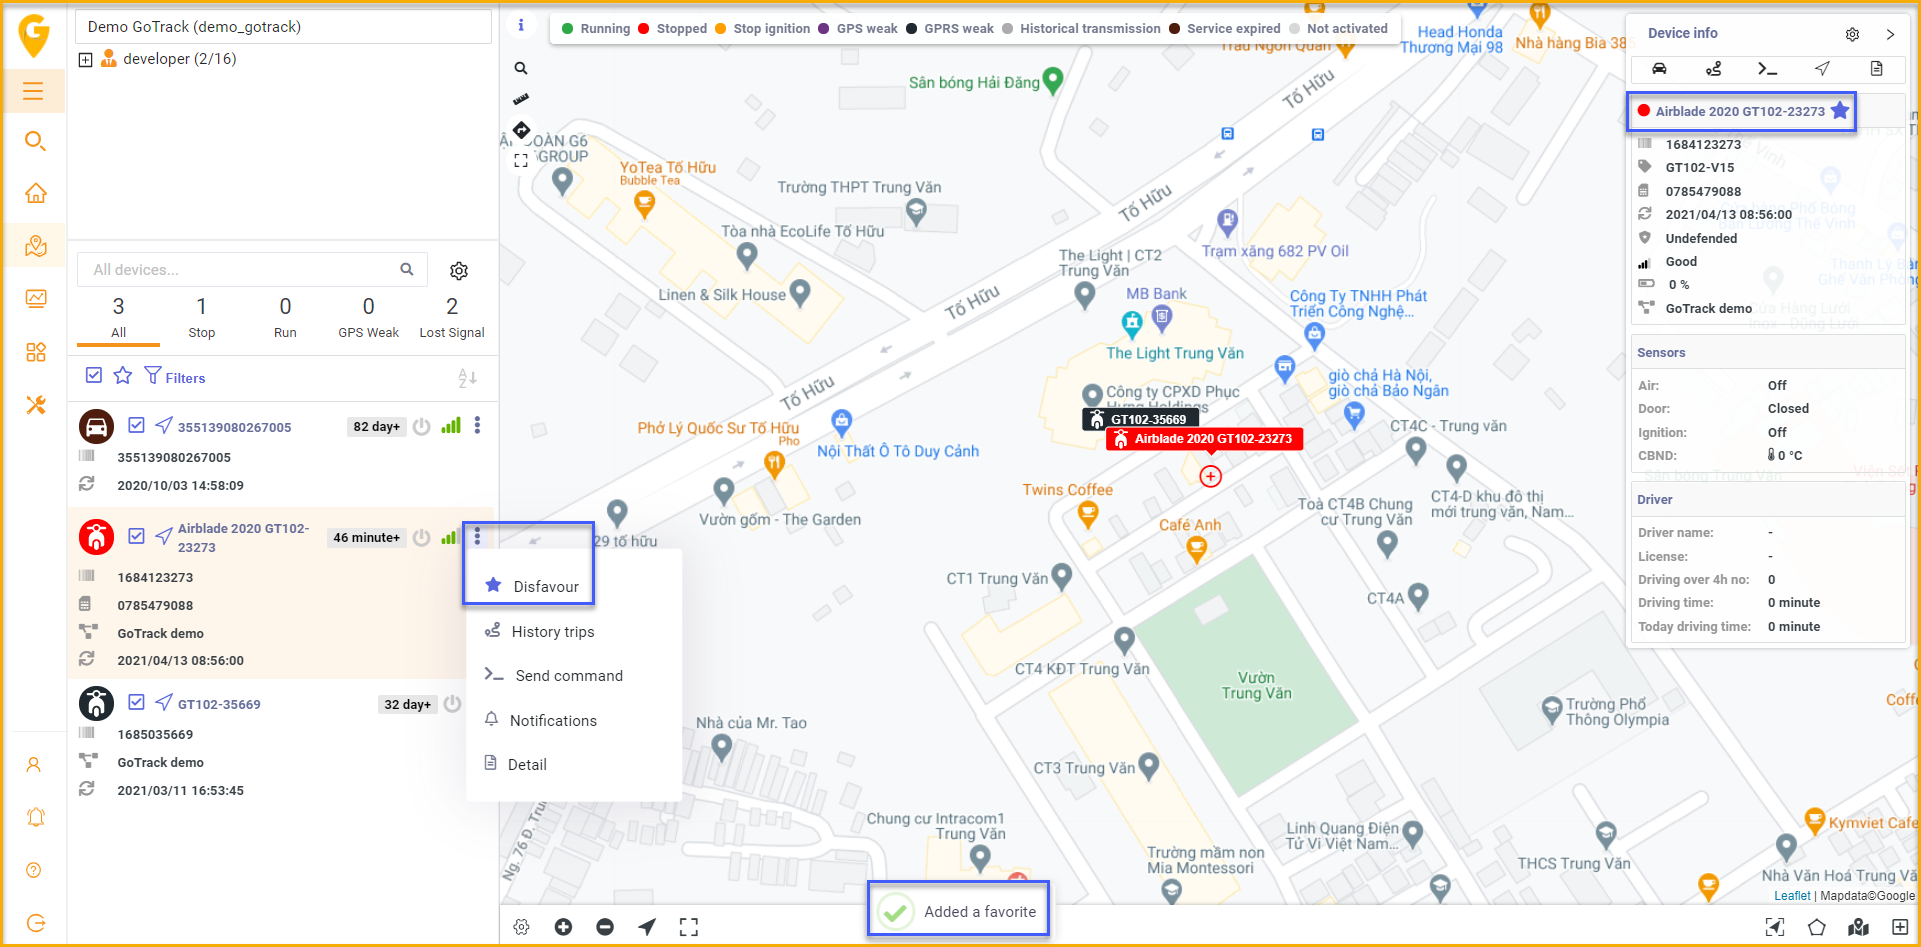 Demo GoTrack (demo_gotrack)
developer (2/16)
All devices...
3
1
0
0
2
All
Stop
Run
GPS Weak
Lost Signal
Filters
355139080267005
82 day+
355139080267005
2020/10/03 14:58:09
Airblade 2020 GT102-
23273
46 minute+
1684123273
0785479088
GoTrack demo
2021/04/13 08:56:00
GT102-35669
32 day+
1685035669
GoTrack demo
2021/03/11 16:53:45
Disfavour
History trips
Send command
Notifications
Detail
Running
Stopped
Stop ignition
GPS weak
GPRS weak
Historical transmission
Service expired
Not activated
Head Honda
Thương Mại 98
Nhà hàng Bia
Sân bóng Hải Đăng
Tố Hữu
G6
GROUP
YoTea Tố Hữu
Bubble Tea
Trường THPT Trung Văn
Tố Hữu
Tòa nhà EcoLife Tố Hữu
Trạm xăng 682 PV Oil
The Light | CT2
Trung Văn
Linen & Silk House
Tố Hữu
MB Bank
Công Ty TNHH Phát
Triển Công Nghệ...
The Light Trung Văn
giò chả Hà Nội,
giò chả Bảo Ngân
Tố Hữu
Công ty CPXD Phục
Hưng Holdings
GT102-35669
Airblade 2020 GT102-23273
CT4C - Trung văn
Phở Lý Quốc Sư Tố Hữu
Pho
Nội Thất Ô Tô Duy Cảnh
Twins Coffee
Vườn gốm - The Garden
Café Anh
Toà CT4B Chung
cư Trung Văn
CT4-D khu đô thị
mới trung văn, Nam...
29 tố hữu
CT1 Trung Văn
CT4A
CT4 KĐT Trung Văn
Vườn
Trung Văn
Trường Phổ
Thông Olympia
Nhà của Mr. Tao
CT3 Trung Văn
Chung cư Intracom1
Trung Văn
Linh Quang Điện
Tử Vi Việt Nam...
Kymviet Cafe
THCS Trung Văn
Trường mầm non
Mia Montessori
Nhà Văn Hoá Trung
Leaflet | Mapdata©Google
Added a favorite
Device info
Airblade 2020 GT102-23273
1684123273
GT102-V15
0785479088
2021/04/13 08:56:00
Undefended
Good
0 %
GoTrack demo
Sensors
Air: Off
Door: Closed
Ignition: Off
CBND: 0 °C
Driver
Driver name: -
License: -
Driving over 4h no: 0
Driving time: 0 minute
Today driving time: 0 minute